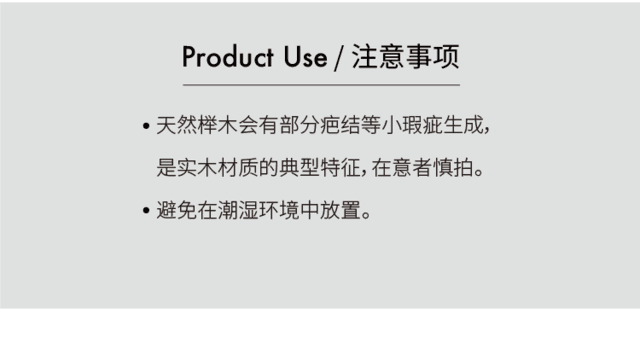 Product Use / 注意事项
• 天然榉木会有部分疤结等小瑕疵生成,
是实木材质的典型特征, 在意者慎拍。
• 避免在潮湿环境中放置。